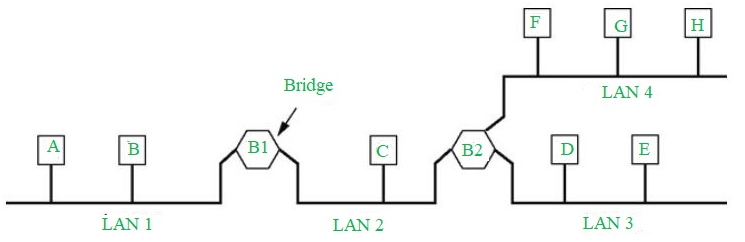 F G H
LAN 4
Bridge
A B B1 C B2 D E
LAN 1 LAN 2 LAN 3